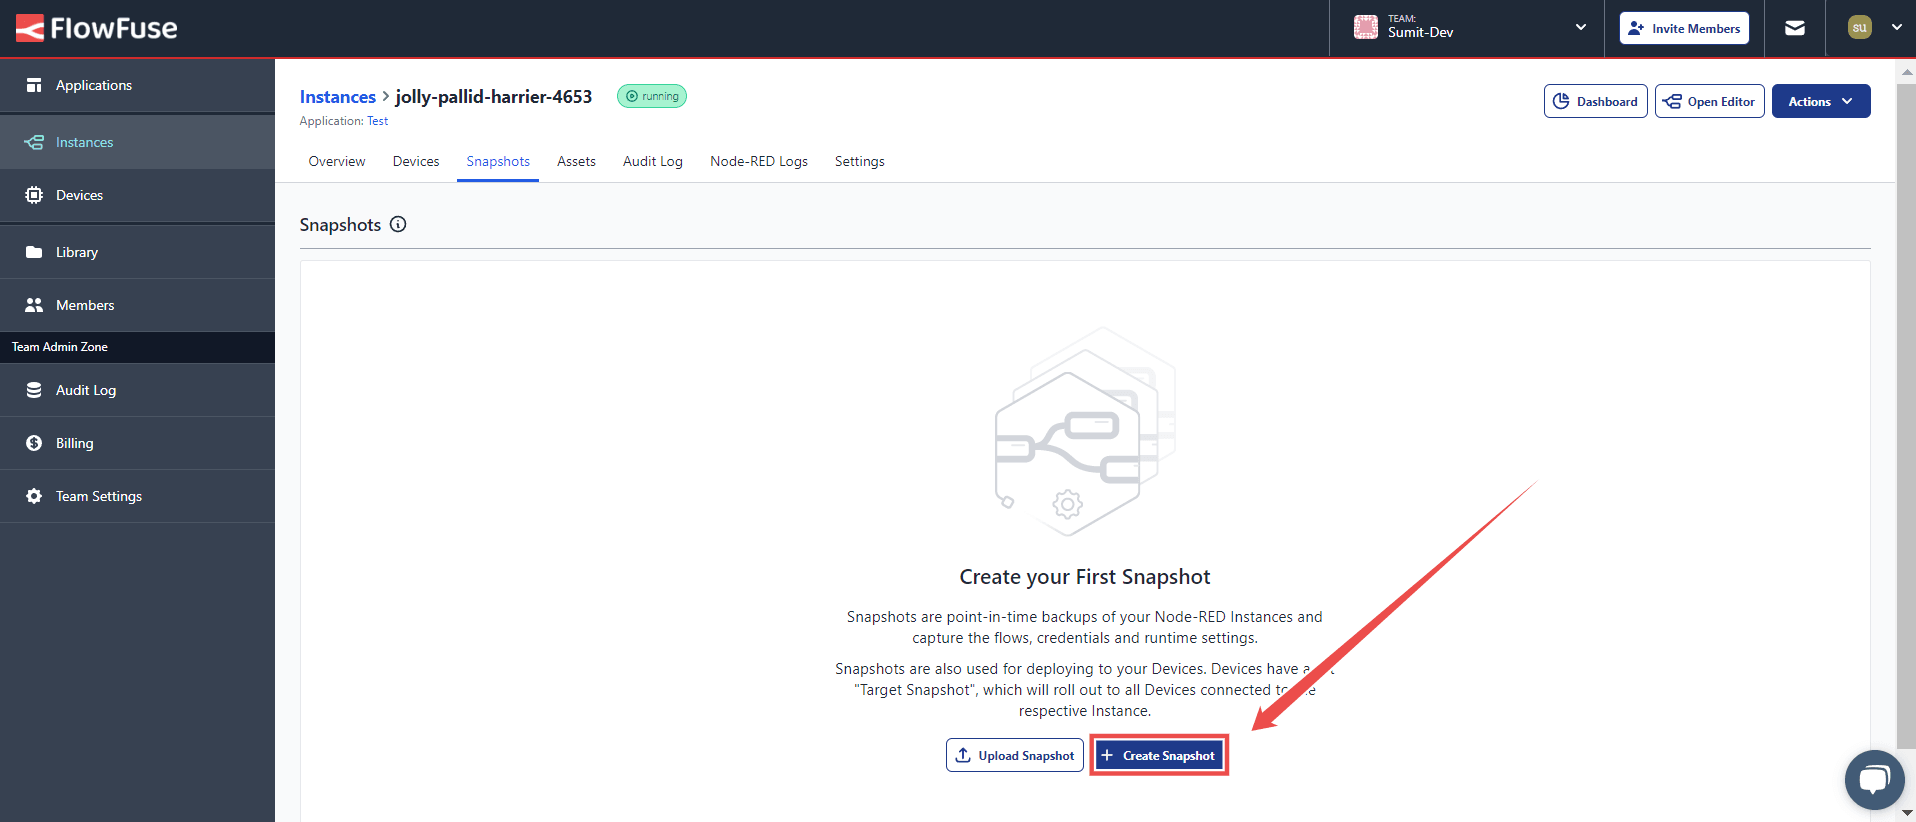 FlowFuse
TEAM:
Sumit-Dev
Invite Members
su
Applications
Instances
Devices
Library
Members
Team Admin Zone
Audit Log
Billing
Team Settings
Instances > jolly-pallid-harrier-4653
running
Application: Test
Dashboard
Open Editor
Actions
Overview
Devices
Snapshots
Assets
Audit Log
Node-RED Logs
Settings
Snapshots
Create your First Snapshot
Snapshots are point-in-time backups of your Node-RED Instances and
capture the flows, credentials and runtime settings.
Snapshots are also used for deploying to your Devices. Devices have a
"Target Snapshot", which will roll out to all Devices connected to
respective Instance.
Upload Snapshot
+ Create Snapshot